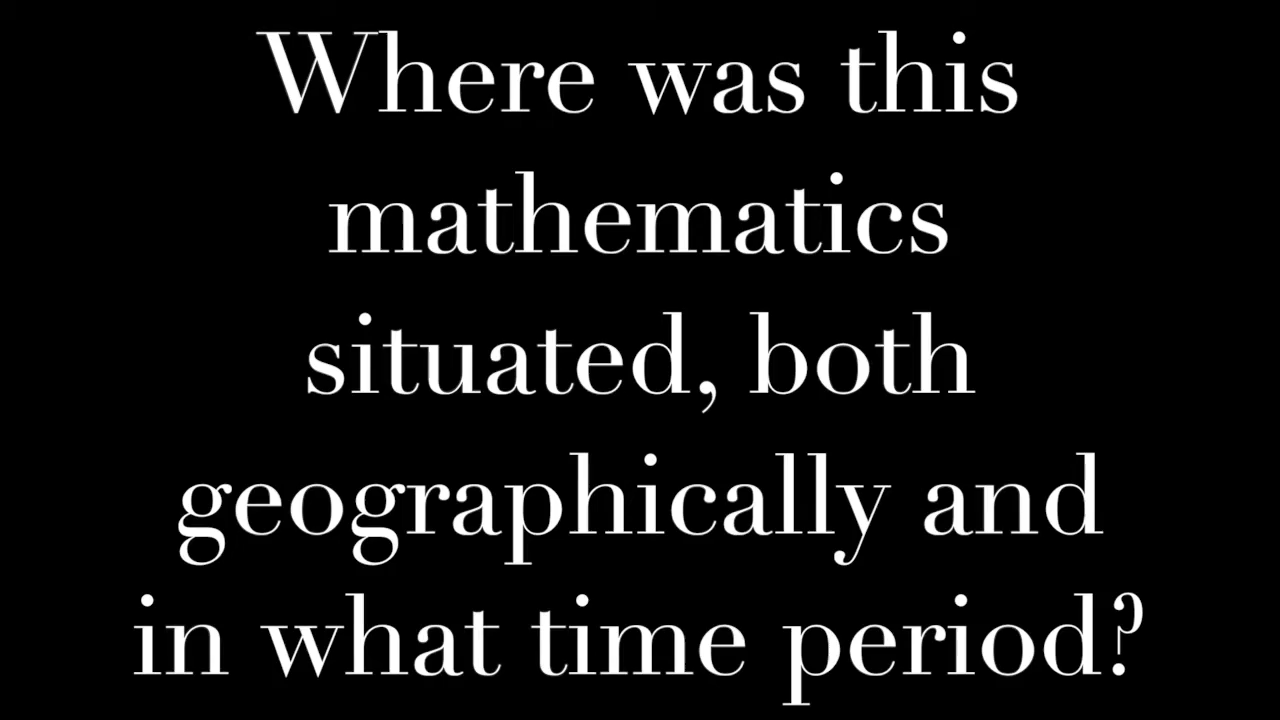 Where was this
mathematics
situated, both
geographically and
in what time period?